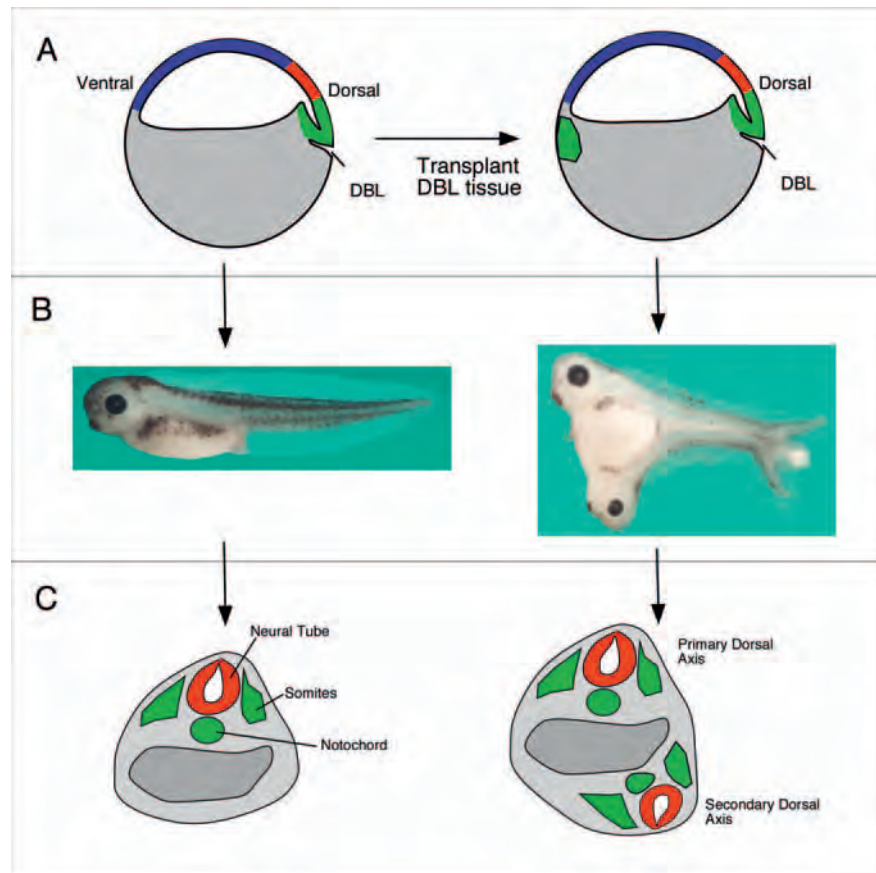 A
Ventral
Dorsal
DBL
Transplant
DBL tissue
Dorsal
DBL
B
C
Neural Tube
Somites
Notochord
Primary Dorsal
Axis
Secondary Dorsal
Axis